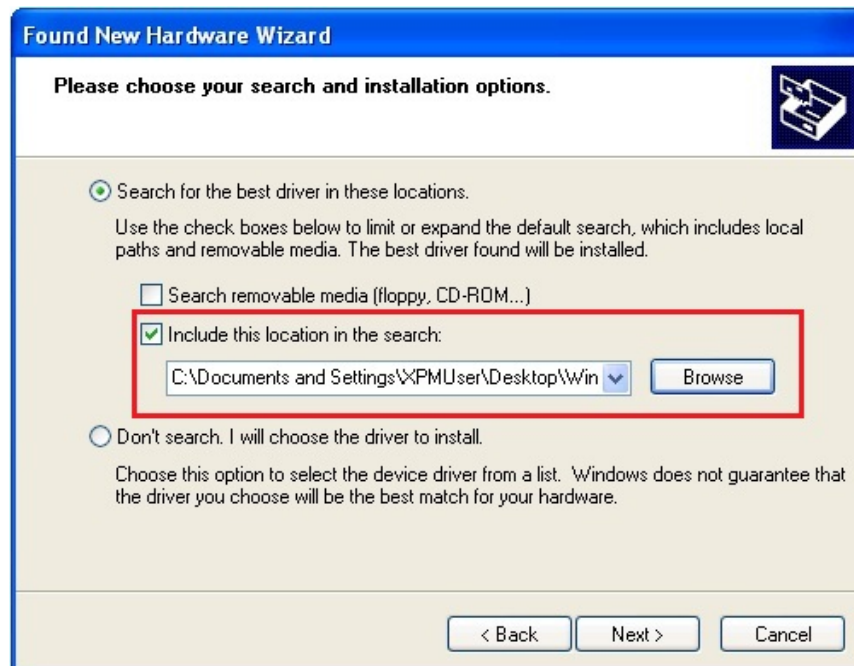 Found New Hardware Wizard
Please choose your search and installation options.
Search for the best driver in these locations.
Use the check boxes below to limit or expand the default search, which includes local
paths and removable media. The best driver found will be installed.
Search removable media (floppy, CD-ROM...)
Include this location in the search:
C:\Documents and Settings\XPMUser\Desktop\Win
Browse
Don't search. I will choose the driver to install.
Choose this option to select the device driver from a list. Windows does not guarantee that
the driver you choose will be the best match for your hardware.
< Back Next > Cancel